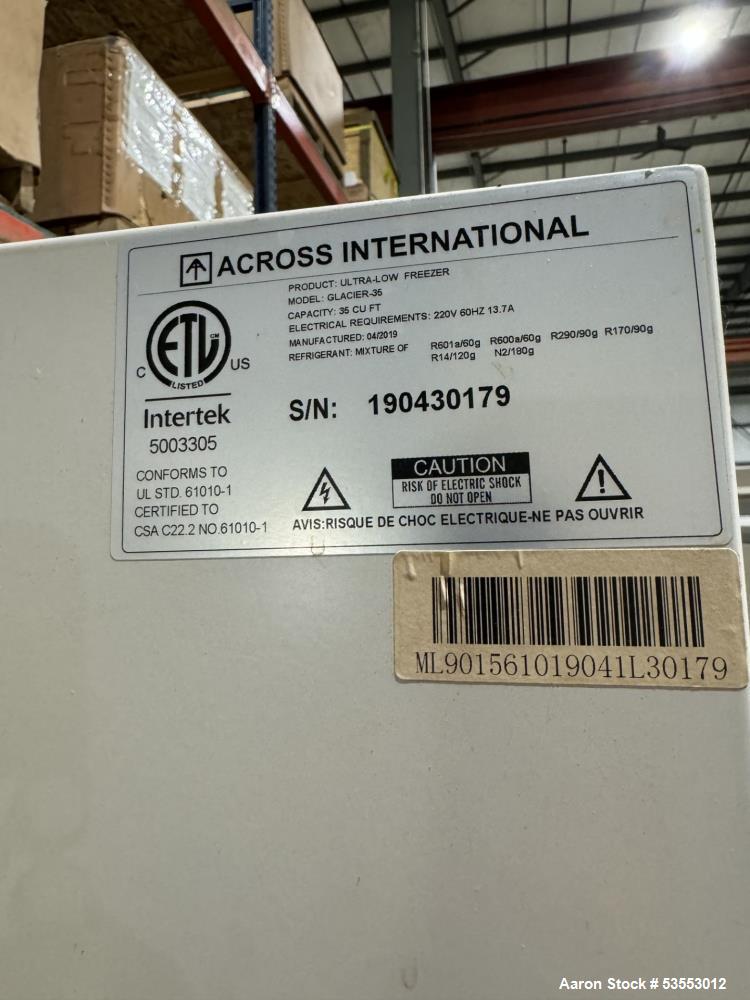 ACROSS INTERNATIONAL
PRODUCT: ULTRA-LOW FREEZER
MODEL: GLACIER-35
CAPACITY: 35 CU FT
ELECTRICAL REQUIREMENTS: 220V 60HZ 13.7A
MANUFACTURED: 04/2019
REFRIGERANT: MIXTURE OF R601a/60g R600a/60g R290/90g R170/90g
R14/120g N2/180g
S/N: 190430179
ETL CM
C US
LISTED
Intertek
5003305
CONFORMS TO
UL STD. 61010-1
CERTIFIED TO
CSA C22.2 NO.61010-1
CAUTION
RISK OF ELECTRIC SHOCK
DO NOT OPEN
AVIS:RISQUE DE CHOC ELECTRIQUE-NE PAS OUVRIR
ML901561019041L30179
Aaron Stock # 53553012